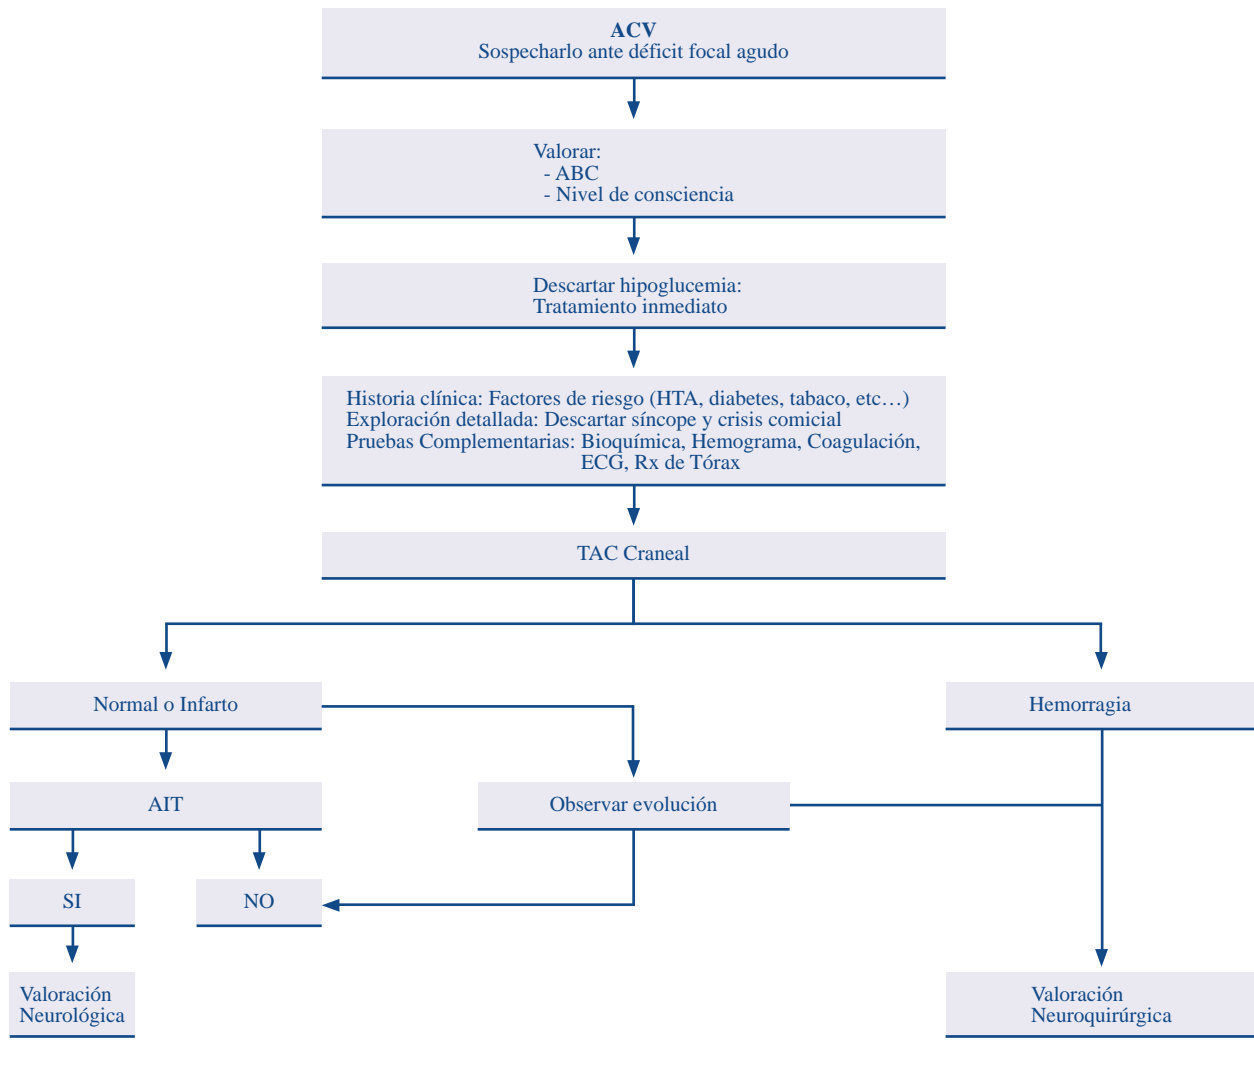 ACV
Sospecharlo ante déficit focal agudo
Valorar:
- ABC
- Nivel de consciencia
Descartar hipoglucemia:
Tratamiento inmediato
Historia clínica: Factores de riesgo (HTA, diabetes, tabaco, etc…)
Exploración detallada: Descartar síncope y crisis comicial
Pruebas Complementarias: Bioquímica, Hemograma, Coagulación,
ECG, Rx de Tórax
TAC Craneal
Normal o Infarto
Hemorragia
AIT
Observar evolución
SI
NO
Valoración
Neurológica
Valoración
Neuroquirúrgica